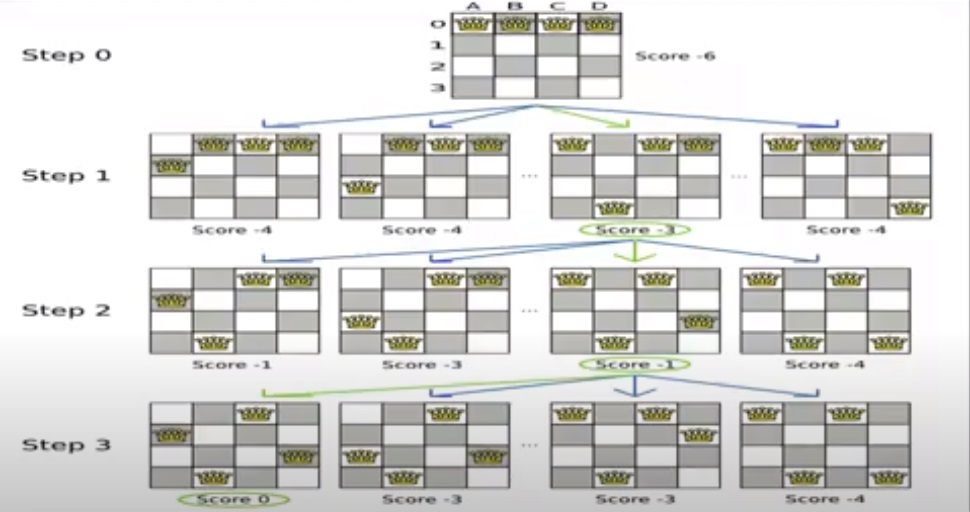 A B C D
0
1
2
3
Step 0
Score -6
Step 1
...
...
Score -4
Score -4
Score -3
Score -4
Step 2
...
Score -1
Score -3
Score -1
Score -4
Step 3
...
Score 0
Score -3
Score -3
Score -4